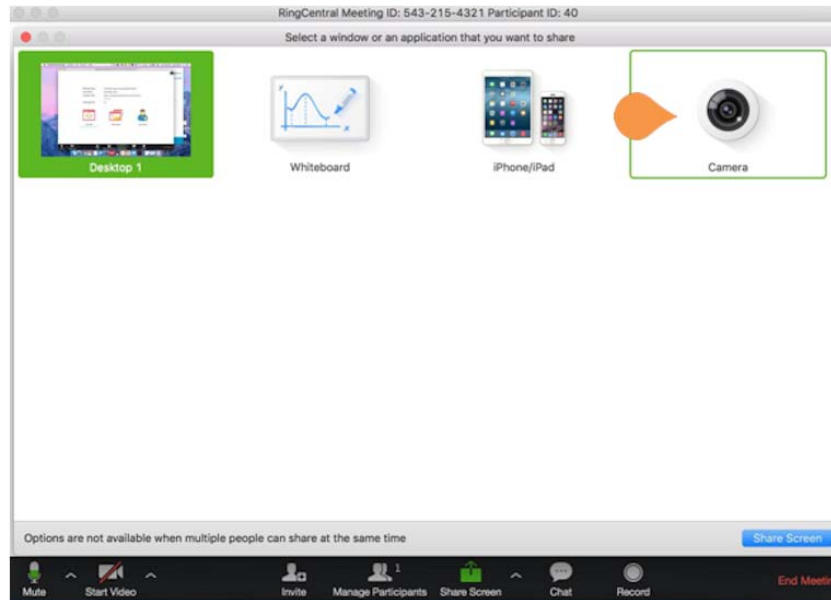 RingCentral Meeting ID: 543-215-4321 Participant ID: 40
Select a window or an application that you want to share
Desktop 1
Whiteboard
iPhone/iPad
Camera
Options are not available when multiple people can share at the same time
Share Screen
1
Mute
Start Video
Invite
Manage Participants
Share Screen
Chat
Record
End Meetin